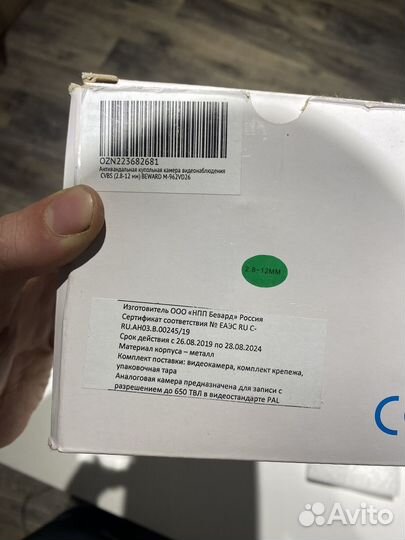 OZN223682681
Антивандальная купольная камера видеонаблюдения
CVBS (2.8-12 мм) BEWARD M-962VD26
2.8-12MM
Изготовитель ООО «НПП Бевард» Россия
Сертификат соответствия № ЕАЭС RU C-
RU.АН03.В.00245/19
Срок действия с 26.08.2019 по 28.08.2024
Материал корпуса – металл
Комплект поставки: видеокамера, комплект крепежа,
упаковочная тара
Аналоговая камера предназначена для записи с
разрешением до 650 ТВЛ в видеостандарте PAL
Avito